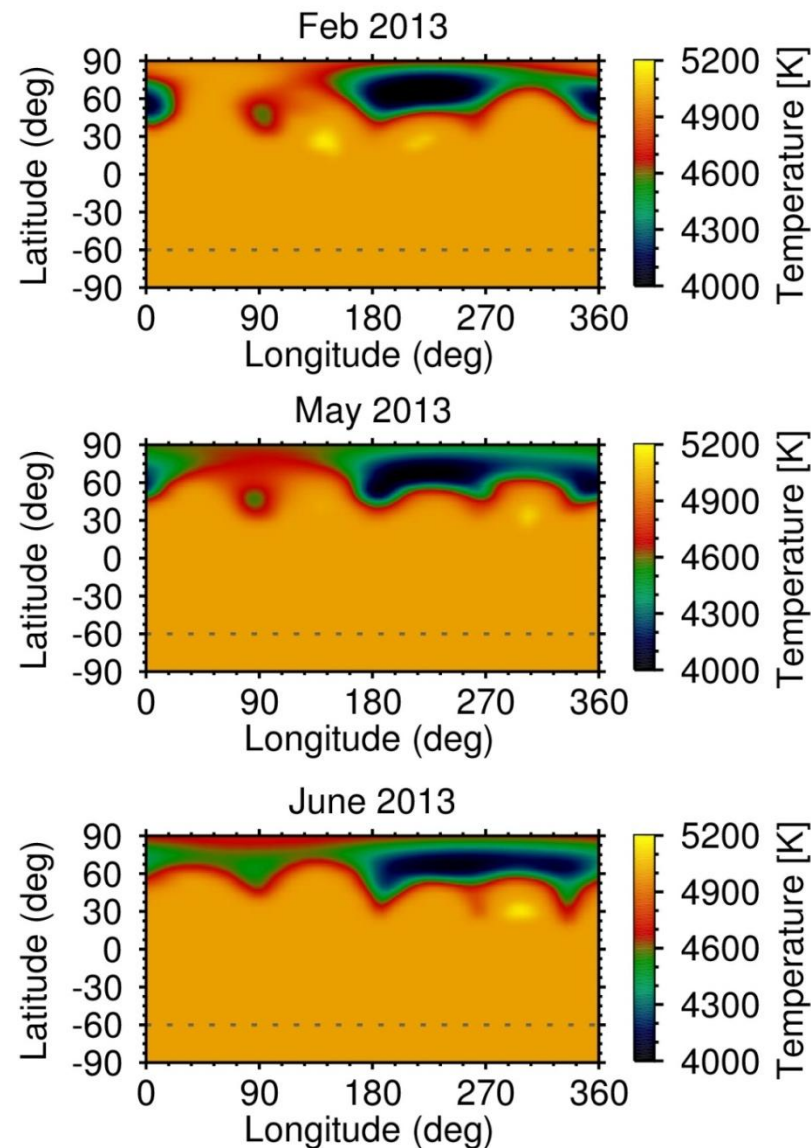 Feb 2013
90
60
30
0
-30
-60
-90
Latitude (deg)
0 90 180 270 360
Longitude (deg)
5200
4900
4600
4300
4000
Temperature [K]
May 2013
90
60
30
0
-30
-60
-90
Latitude (deg)
0 90 180 270 360
Longitude (deg)
5200
4900
4600
4300
4000
Temperature [K]
June 2013
90
60
30
0
-30
-60
-90
Latitude (deg)
0 90 180 270 360
Longitude (deg)
5200
4900
4600
4300
4000
Temperature [K]